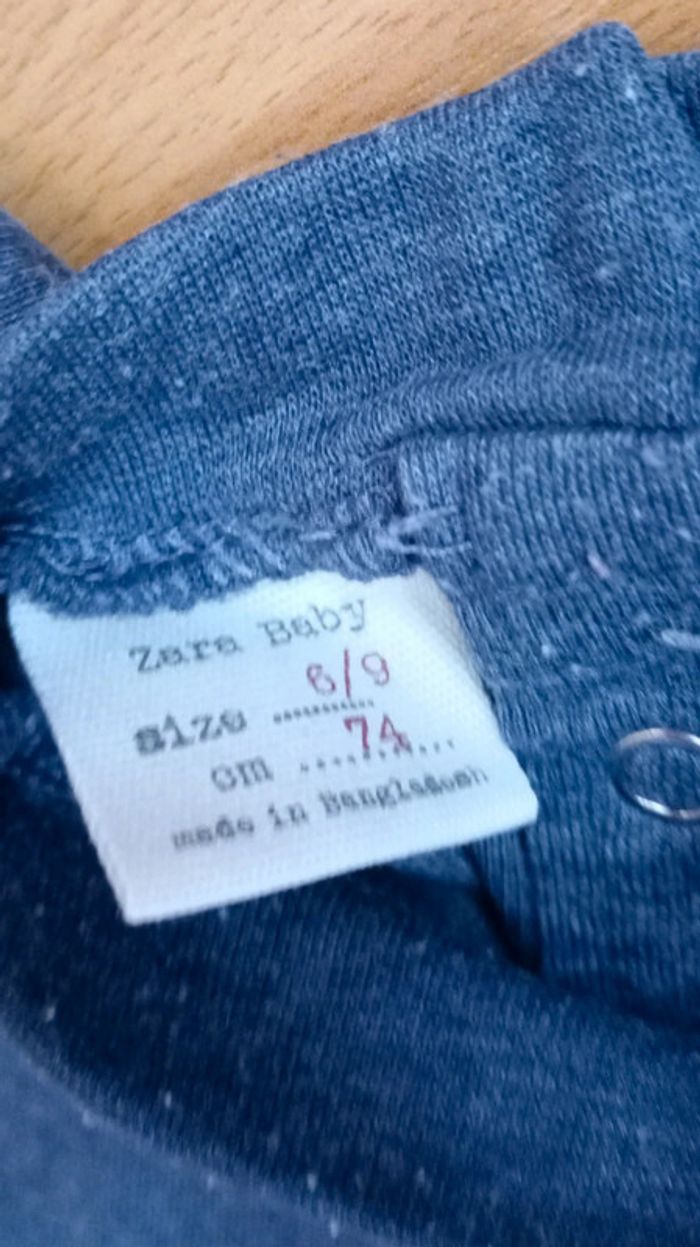 Zara Baby
size 6/9
cm 74
made in Bangladesh